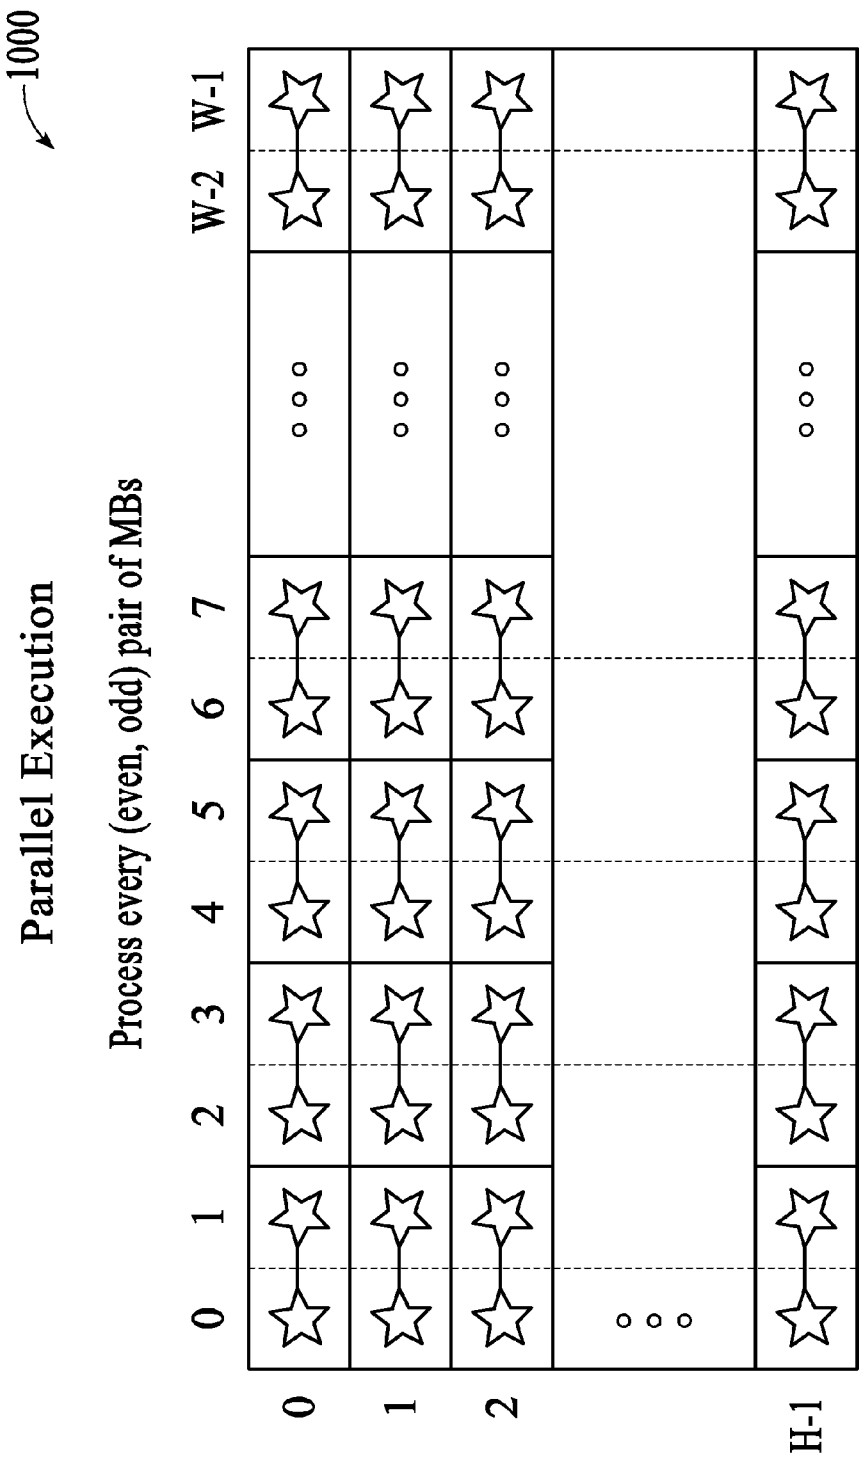 1000
Parallel Execution
Process every (even, odd) pair of MBs
0 1 2 3 4 5 6 7 W-2 W-1
0
1
2
H-1